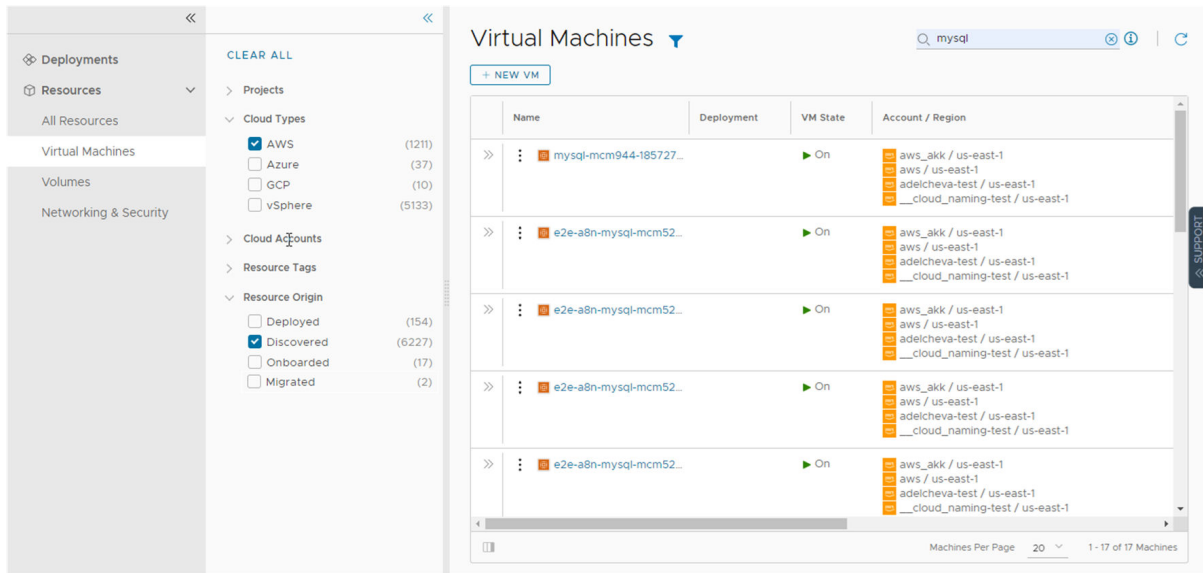 Deployments
Resources
All Resources
Virtual Machines
Volumes
Networking & Security
CLEAR ALL
Projects
Cloud Types
AWS (1211)
Azure (37)
GCP (10)
vSphere (5133)
Cloud Accounts
Resource Tags
Resource Origin
Deployed (154)
Discovered (6227)
Onboarded (17)
Migrated (2)
Virtual Machines
mysql
+ NEW VM
Name Deployment VM State Account / Region
mysql-mcm944-185727... On aws_akk / us-east-1
aws / us-east-1
adelcheva-test / us-east-1
__cloud_naming-test / us-east-1
e2e-a8n-mysql-mcm52... On aws_akk / us-east-1
aws / us-east-1
adelcheva-test / us-east-1
__cloud_naming-test / us-east-1
e2e-a8n-mysql-mcm52... On aws_akk / us-east-1
aws / us-east-1
adelcheva-test / us-east-1
__cloud_naming-test / us-east-1
e2e-a8n-mysql-mcm52... On aws_akk / us-east-1
aws / us-east-1
adelcheva-test / us-east-1
__cloud_naming-test / us-east-1
e2e-a8n-mysql-mcm52... On aws_akk / us-east-1
aws / us-east-1
adelcheva-test / us-east-1
__cloud_naming-test / us-east-1
Machines Per Page 20 1 - 17 of 17 Machines
SUPPORT